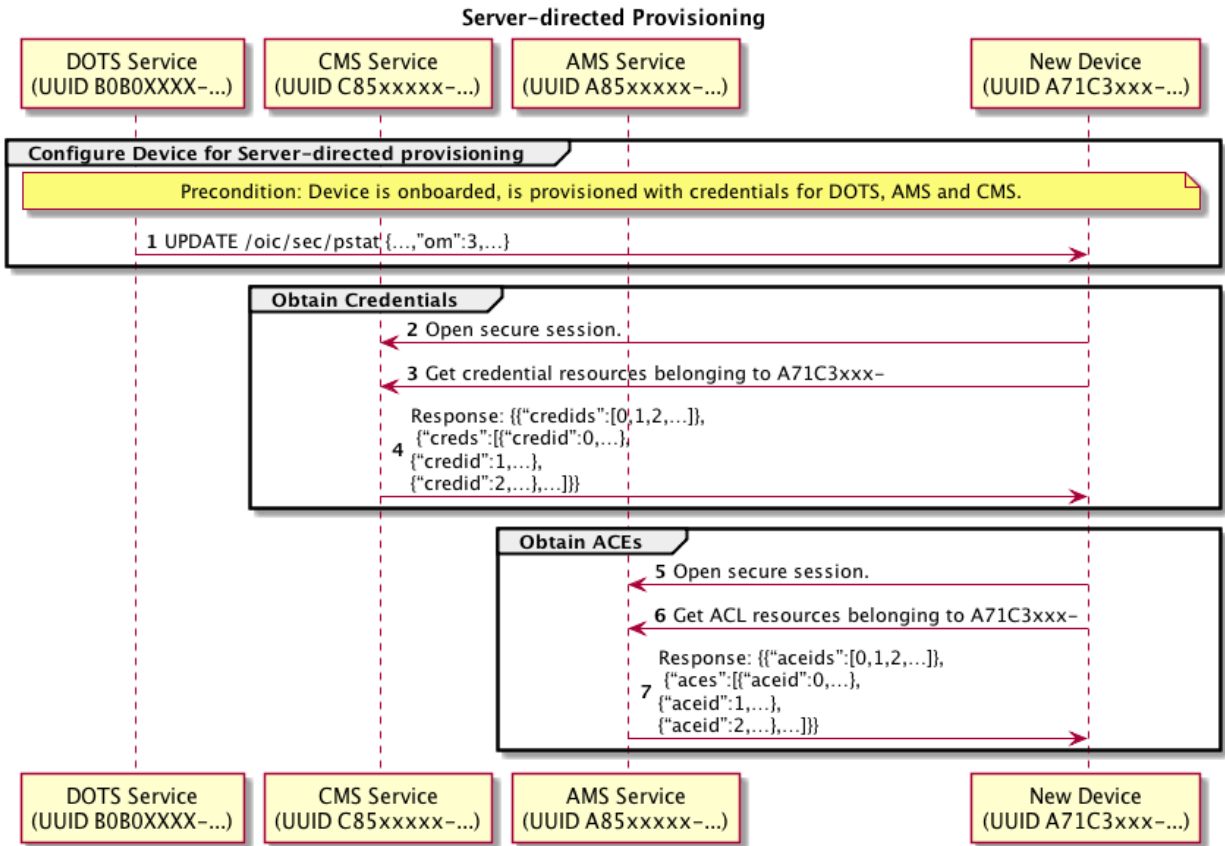 Server-directed Provisioning
DOTS Service
(UUID B0B0XXXX-...)
CMS Service
(UUID C85xxxxx-...)
AMS Service
(UUID A85xxxxx-...)
New Device
(UUID A71C3xxx-...)
Configure Device for Server-directed provisioning
Precondition: Device is onboarded, is provisioned with credentials for DOTS, AMS and CMS.
1 UPDATE /oic/sec/pstat {...,”om”:3,...}
Obtain Credentials
2 Open secure session.
3 Get credential resources belonging to A71C3xxx-
Response: {{“credids”:[0,1,2,...]},
{“creds”:[{“credid”:0,...},
4
{“credid”:1,...},
{“credid”:2,...},...]}}
Obtain ACEs
5 Open secure session.
6 Get ACL resources belonging to A71C3xxx-
Response: {{“aceids”:[0,1,2,...]},
{“aces”:[{“aceid”:0,...},
7
{“aceid”:1,...},
{“aceid”:2,...},...]}}
DOTS Service
(UUID B0B0XXXX-...)
CMS Service
(UUID C85xxxxx-...)
AMS Service
(UUID A85xxxxx-...)
New Device
(UUID A71C3xxx-...)